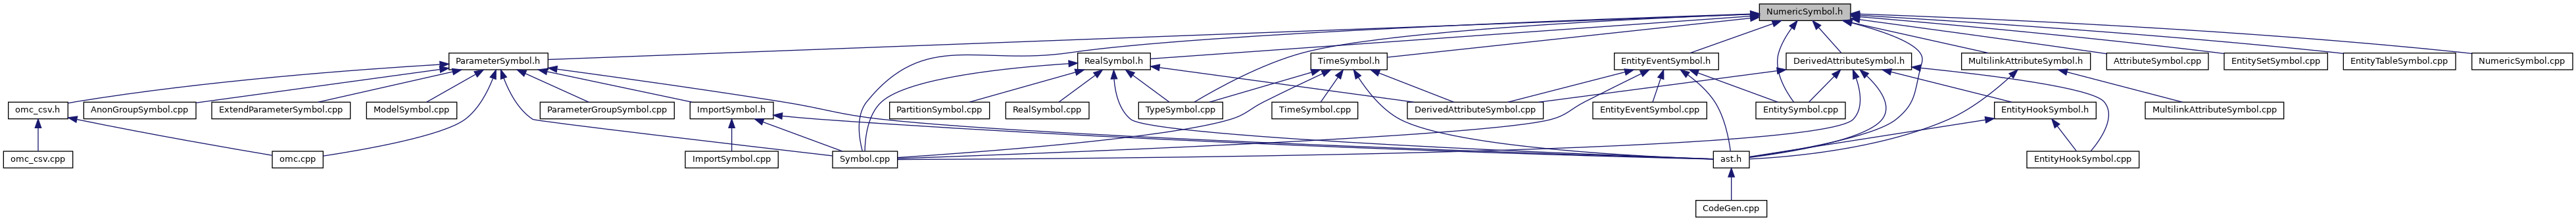 NumericSymbol.h
ParameterSymbol.h
RealSymbol.h
TimeSymbol.h
EntityEventSymbol.h
DerivedAttributeSymbol.h
MultilinkAttributeSymbol.h
AttributeSymbol.cpp
EntitySetSymbol.cpp
EntityTableSymbol.cpp
NumericSymbol.cpp
omc_csv.h
AnonGroupSymbol.cpp
ExtendParameterSymbol.cpp
ModelSymbol.cpp
ParameterGroupSymbol.cpp
ImportSymbol.h
PartitionSymbol.cpp
RealSymbol.cpp
TypeSymbol.cpp
TimeSymbol.cpp
DerivedAttributeSymbol.cpp
EntityEventSymbol.cpp
EntitySymbol.cpp
EntityHookSymbol.h
MultilinkAttributeSymbol.cpp
omc_csv.cpp
omc.cpp
ImportSymbol.cpp
Symbol.cpp
ast.h
EntityHookSymbol.cpp
CodeGen.cpp